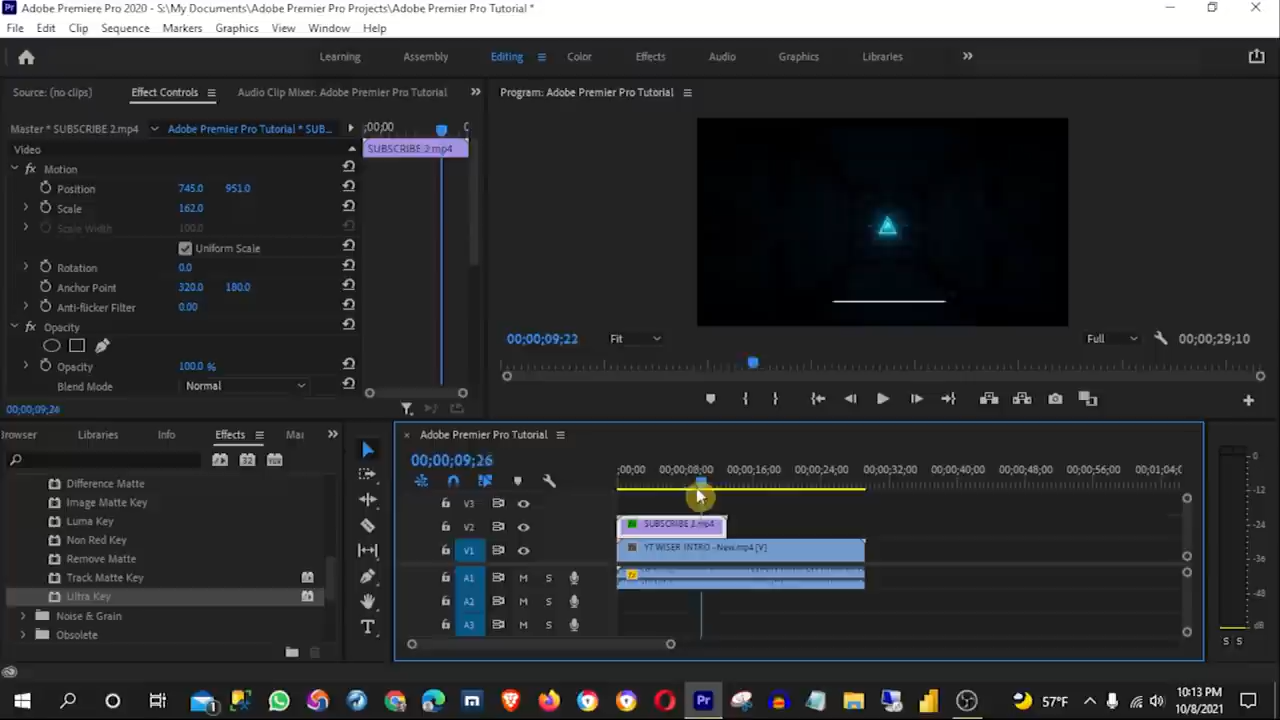 Adobe Premiere Pro 2020 - S:\My Documents\Adobe Premier Pro Projects\Adobe Premier Pro Tutorial *
File Edit Clip Sequence Markers Graphics View Window Help
Learning Assembly Editing Color Effects Audio Graphics Libraries
Source: (no clips) Effect Controls Audio Clip Mixer: Adobe Premier Pro Tutorial
Program: Adobe Premier Pro Tutorial
Master * SUBSCRIBE 2.mp4 Adobe Premier Pro Tutorial * SUB...
;00;00
Video
SUBSCRIBE 2.mp4
fx Motion
Position 745.0 951.0
Scale 162.0
Scale Width 100.0
Uniform Scale
Rotation 0.0
Anchor Point 320.0 180.0
Anti-flicker Filter 0.00
fx Opacity
Opacity 100.0 %
Blend Mode Normal
00;00;09;26
00;00;09;22 Fit Full 00;00;29;10
Browser Libraries Info Effects
Difference Matte
Image Matte Key
Luma Key
Non Red Key
Remove Matte
Track Matte Key
Ultra Key
Noise & Grain
Obsolete
Adobe Premier Pro Tutorial
00;00;09;26
;00;00 00;00;08;00 00;00;16;00 00;00;24;00 00;00;32;00 00;00;40;00 00;00;48;00 00;00;56;00 00;01;04;0
V3
V2 SUBSCRIBE 2.mp4
V1 YT WISER INTRO - New.mp4 [V]
A1 M S
A2 M S
A3 M S
0
-12
-24
-36
-48
dB
S S
57°F
10:13 PM
10/8/2021